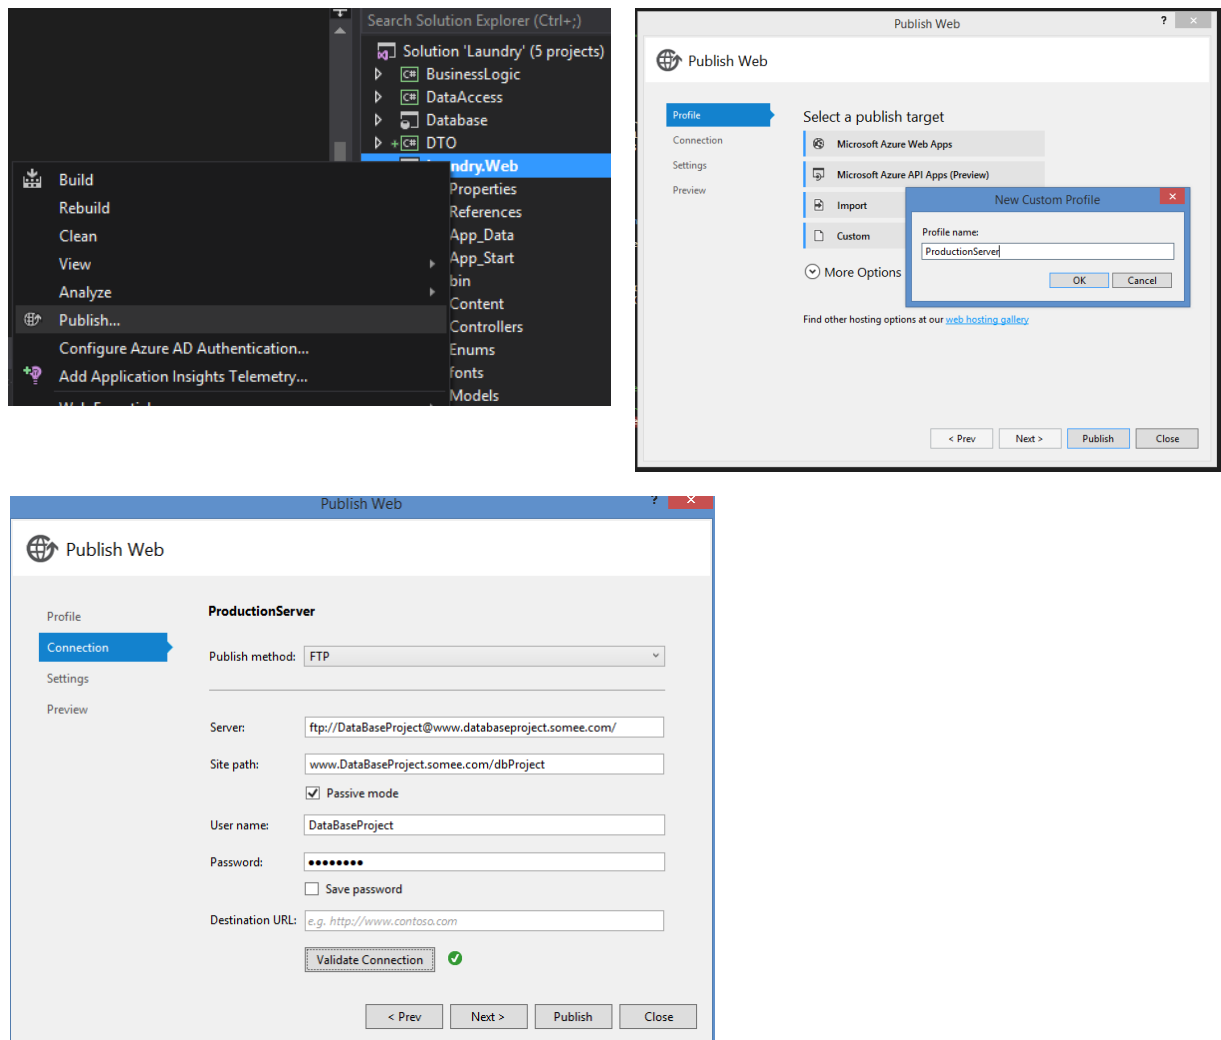 Search Solution Explorer (Ctrl+;)
Solution 'Laundry' (5 projects)
C# BusinessLogic
C# DataAccess
Database
+C# DTO
ndry.Web
Properties
References
App_Data
App_Start
bin
Content
Controllers
Enums
fonts
Models
Build
Rebuild
Clean
View
Analyze
Publish...
Configure Azure AD Authentication...
Add Application Insights Telemetry...
Publish Web
?
Publish Web
Profile
Connection
Settings
Preview
Select a publish target
Microsoft Azure Web Apps
Microsoft Azure API Apps (Preview)
Import
Custom
More Options
Find other hosting options at our web hosting gallery
New Custom Profile
Profile name:
ProductionServer
OK Cancel
< Prev Next > Publish Close
Publish Web
?
Publish Web
Profile
Connection
Settings
Preview
ProductionServer
Publish method: FTP
Server: ftp://DataBaseProject@www.databaseproject.somee.com/
Site path: www.DataBaseProject.somee.com/dbProject
Passive mode
User name: DataBaseProject
Password: ●●●●●●●●
Save password
Destination URL: e.g. http://www.contoso.com
Validate Connection
< Prev Next > Publish Close